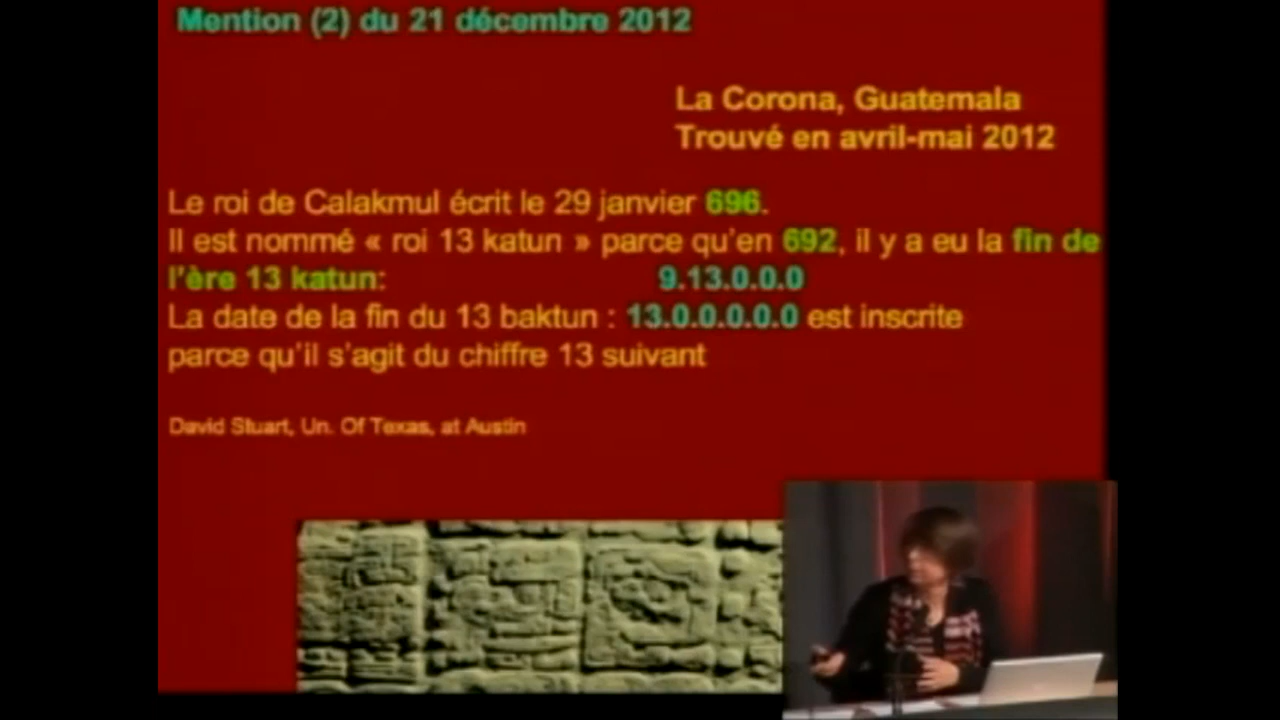 Mention (2) du 21 décembre 2012
La Corona, Guatemala
Trouvé en avril-mai 2012
Le roi de Calakmul écrit le 29 janvier 696.
Il est nommé « roi 13 katun » parce qu'en 692, il y a eu la fin de
l'ère 13 katun: 9.13.0.0.0
La date de la fin du 13 baktun : 13.0.0.0.0.0 est inscrite
parce qu'il s'agit du chiffre 13 suivant
David Stuart, Un. Of Texas, at Austin